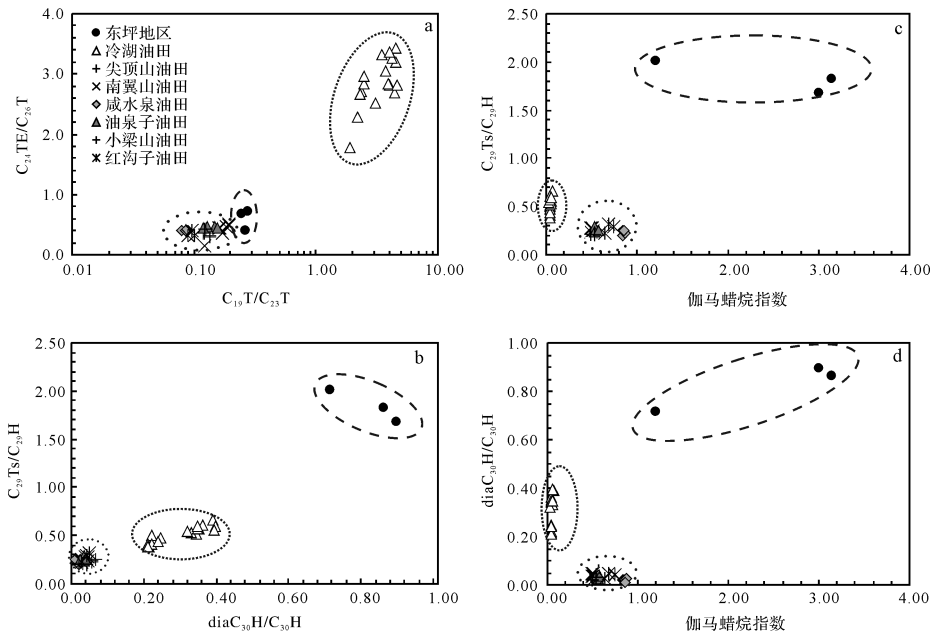 4.0
3.0
2.0
1.0
0.0
0.01
0.10
1.00
10.00
C₂₄TE/C₂₆T
C₁₉T/C₂₃T
a
东坪地区
冷湖油田
尖顶山油田
南翼山油田
咸水泉油田
油泉子油田
小梁山油田
红沟子油田
2.50
2.00
1.50
1.00
0.50
0.00
0.00
1.00
2.00
3.00
4.00
C₂₉Ts/C₂₉H
伽马蜡烷指数
c
2.50
2.00
1.50
1.00
0.50
0.00
0.00
0.20
0.40
0.60
0.80
1.00
C₂₉Ts/C₂₉H
diaC₃₀H/C₃₀H
b
1.00
0.80
0.60
0.40
0.20
0.00
0.00
1.00
2.00
3.00
4.00
diaC₃₀H/C₃₀H
伽马蜡烷指数
d